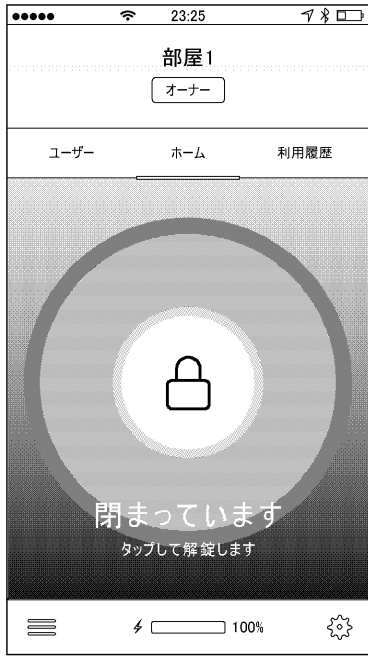 23:25
部屋1
オーナー
ユーザー ホーム 利用履歴
閉まっています
タップして解錠します
100%